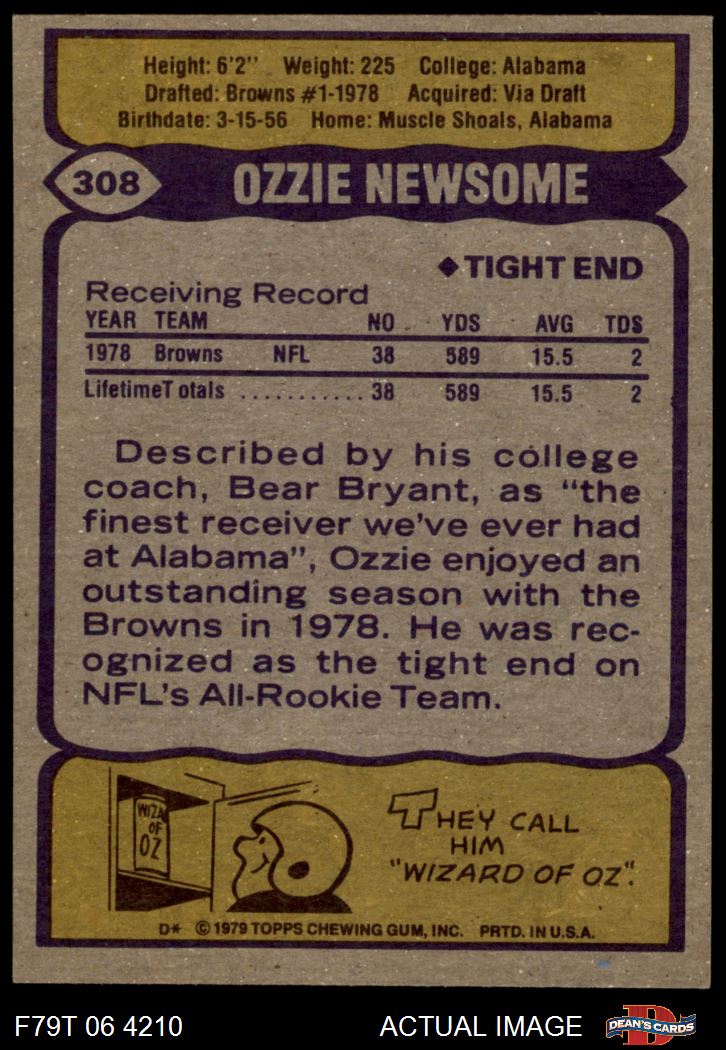 Height: 6'2'' Weight: 225 College: Alabama
Drafted: Browns #1-1978 Acquired: Via Draft
Birthdate: 3-15-56 Home: Muscle Shoals, Alabama
308 OZZIE NEWSOME
◆TIGHT END
Receiving Record
YEAR TEAM NO. YDS AVG TDS
1978 Browns NFL 38 589 15.5 2
LifetimeT otals ........... 38 589 15.5 2
Described by his college
coach, Bear Bryant, as "the
finest receiver we've ever had
at Alabama", Ozzie enjoyed an
outstanding season with the
Browns in 1978. He was rec-
ognized as the tight end on
NFL's All-Rookie Team.
WIZA
OF
OZ
THEY CALL
HIM
"WIZARD OF OZ".
D* ©1979 TOPPS CHEWING GUM, INC. PRTD. IN U.S.A.
F79T 06 4210 ACTUAL IMAGE D DEAN'S CARDS